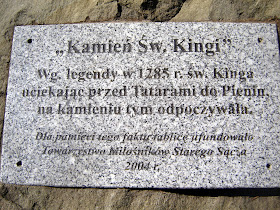 „Kamień Św. Kingi”
Wg. legendy w 1285 r. św. Kinga
uciekając przed Tatarami do Pienin,
na kamieniu tym odpoczywała.
Dla pamięci tego faktu tablicę ufundowało
Towarzystwo Miłośników Starego Sącza
2004 r.